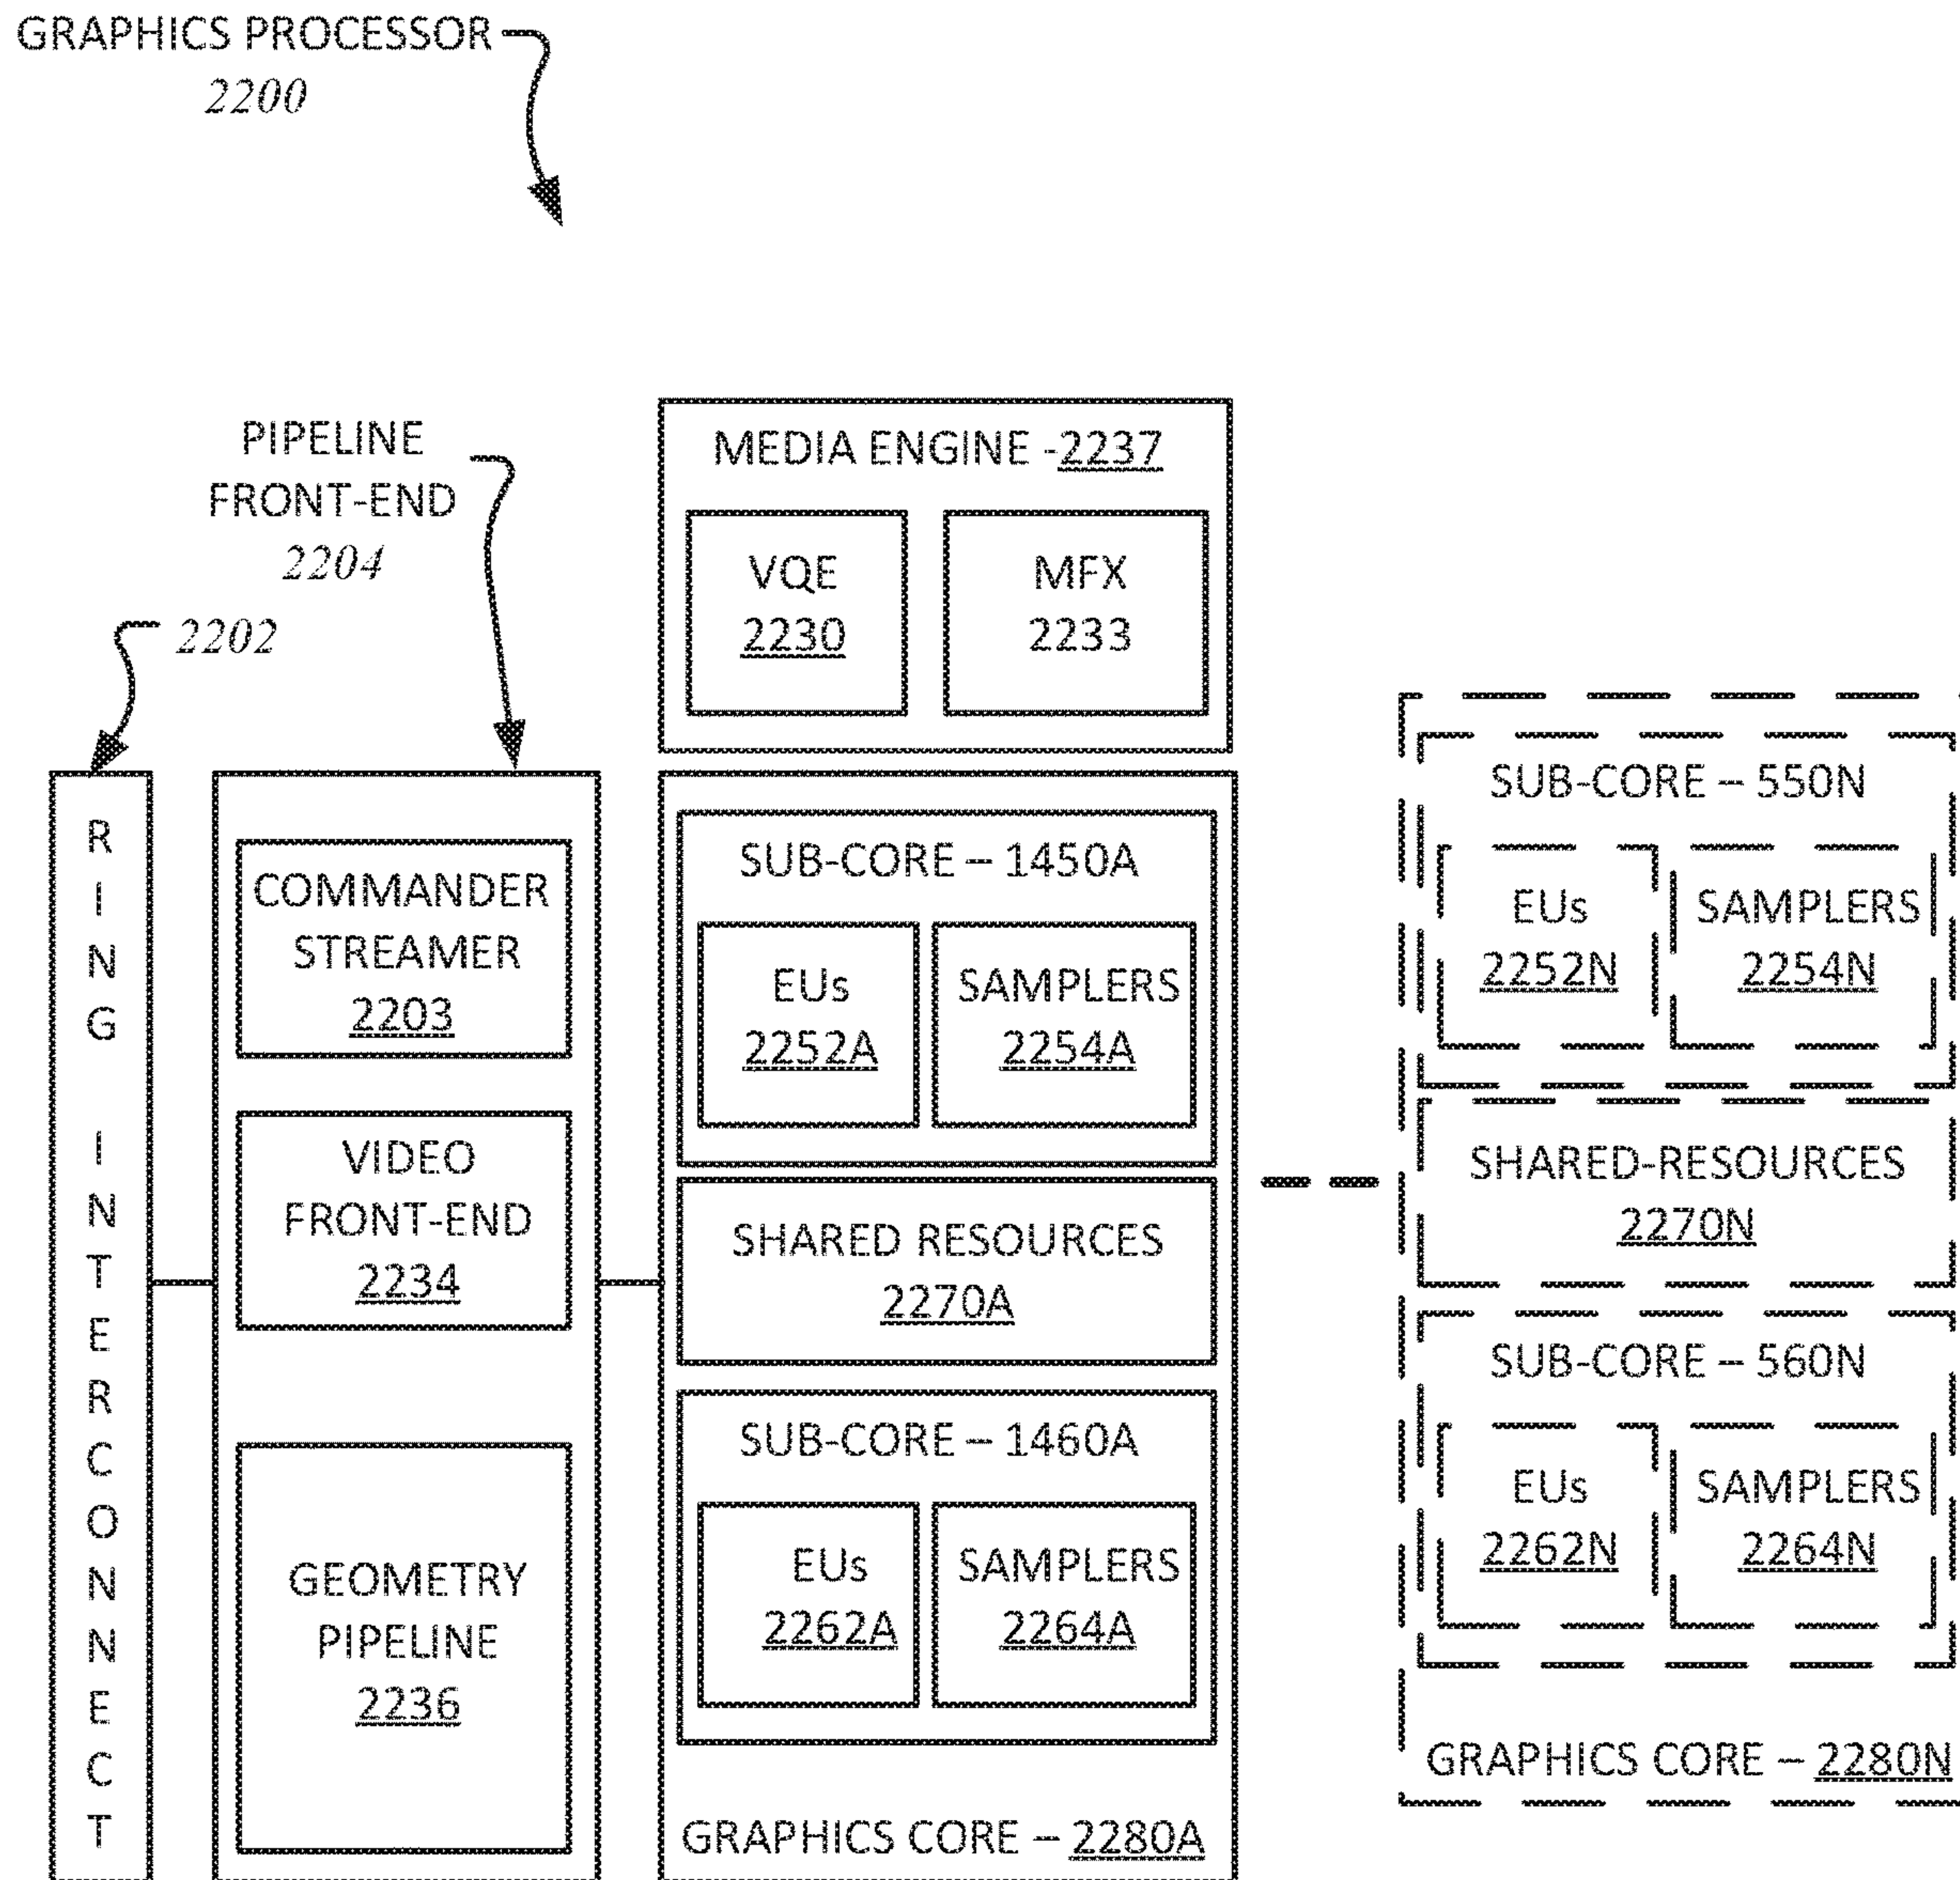 GRAPHICS PROCESSOR
2200
PIPELINE
FRONT-END
2204
2202
RING INTERCONNECT
COMMANDER
STREAMER
2203
VIDEO
FRONT-END
2234
GEOMETRY
PIPELINE
2236
MEDIA ENGINE -2237
VQE
2230
MFX
2233
SUB-CORE – 1450A
EUs
2252A
SAMPLERS
2254A
SHARED RESOURCES
2270A
SUB-CORE – 1460A
EUs
2262A
SAMPLERS
2264A
GRAPHICS CORE – 2280A
SUB-CORE – 550N
EUs
2252N
SAMPLERS
2254N
SHARED-RESOURCES
2270N
SUB-CORE – 560N
EUs
2262N
SAMPLERS
2264N
GRAPHICS CORE – 2280N